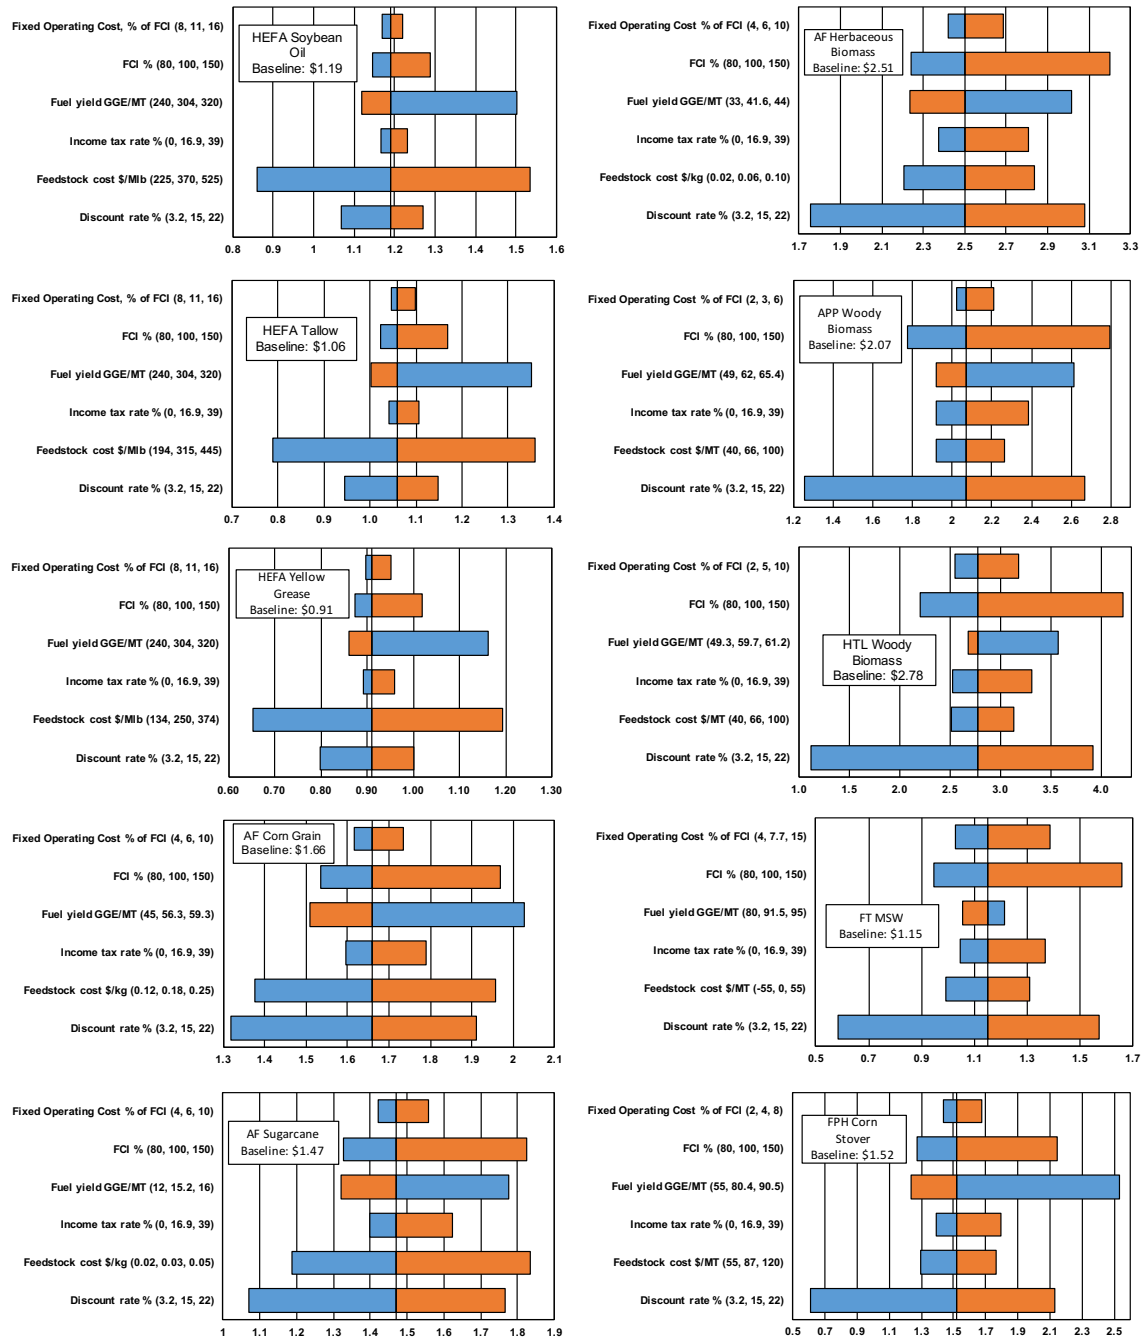 Fixed Operating Cost, % of FCI (8, 11, 16)
FCI % (80, 100, 150)
Fuel yield GGE/MT (240, 304, 320)
Income tax rate % (0, 16.9, 39)
Feedstock cost $/Mlb (225, 370, 525)
Discount rate % (3.2, 15, 22)
HEFA Soybean
Oil
Baseline: $1.19
0.8 0.9 1 1.1 1.2 1.3 1.4 1.5 1.6
Fixed Operating Cost % of FCI (4, 6, 10)
FCI % (80, 100, 150)
Fuel yield GGE/MT (33, 41.6, 44)
Income tax rate % (0, 16.9, 39)
Feedstock cost $/kg (0.02, 0.06, 0.10)
Discount rate % (3.2, 15, 22)
AF Herbaceous
Biomass
Baseline: $2.51
1.7 1.9 2.1 2.3 2.5 2.7 2.9 3.1 3.3
Fixed Operating Cost, % of FCI (8, 11, 16)
FCI % (80, 100, 150)
Fuel yield GGE/MT (240, 304, 320)
Income tax rate % (0, 16.9, 39)
Feedstock cost $/Mlb (194, 315, 445)
Discount rate % (3.2, 15, 22)
HEFA Tallow
Baseline: $1.06
0.7 0.8 0.9 1.0 1.1 1.2 1.3 1.4
Fixed Operating Cost % of FCI (2, 3, 6)
FCI % (80, 100, 150)
Fuel yield GGE/MT (49, 62, 65.4)
Income tax rate % (0, 16.9, 39)
Feedstock cost $/MT (40, 66, 100)
Discount rate % (3.2, 15, 22)
APP Woody
Biomass
Baseline: $2.07
1.2 1.4 1.6 1.8 2 2.2 2.4 2.6 2.8
Fixed Operating Cost % of FCI (8, 11, 16)
FCI % (80, 100, 150)
Fuel yield GGE/MT (240, 304, 320)
Income tax rate % (0, 16.9, 39)
Feedstock cost $/Mlb (134, 250, 374)
Discount rate % (3.2, 15, 22)
HEFA Yellow
Grease
Baseline: $0.91
0.60 0.70 0.80 0.90 1.00 1.10 1.20 1.30
Fixed Operating Cost % of FCI (2, 5, 10)
FCI % (80, 100, 150)
Fuel yield GGE/MT (49.3, 59.7, 61.2)
Income tax rate % (0, 16.9, 39)
Feedstock cost $/MT (40, 66, 100)
Discount rate % (3.2, 15, 22)
HTL Woody
Biomass
Baseline: $2.78
1.0 1.5 2.0 2.5 3.0 3.5 4.0
Fixed Operating Cost % of FCI (4, 6, 10)
FCI % (80, 100, 150)
Fuel yield GGE/MT (45, 56.3, 59.3)
Income tax rate % (0, 16.9, 39)
Feedstock cost $/kg (0.12, 0.18, 0.25)
Discount rate % (3.2, 15, 22)
AF Corn Grain
Baseline: $1.66
1.3 1.4 1.5 1.6 1.7 1.8 1.9 2 2.1
Fixed Operating Cost % of FCI (4, 7.7, 15)
FCI % (80, 100, 150)
Fuel yield GGE/MT (80, 91.5, 95)
Income tax rate % (0, 16.9, 39)
Feedstock cost $/MT (-55, 0, 55)
Discount rate % (3.2, 15, 22)
FT MSW
Baseline: $1.15
0.5 0.7 0.9 1.1 1.3 1.5 1.7
Fixed Operating Cost % of FCI (4, 6, 10)
FCI % (80, 100, 150)
Fuel yield GGE/MT (12, 15.2, 16)
Income tax rate % (0, 16.9, 39)
Feedstock cost $/kg (0.02, 0.03, 0.05)
Discount rate % (3.2, 15, 22)
AF Sugarcane
Baseline: $1.47
1 1.1 1.2 1.3 1.4 1.5 1.6 1.7 1.8 1.9
Fixed Operating Cost % of FCI (2, 4, 8)
FCI % (80, 100, 150)
Fuel yield GGE/MT (55, 80.4, 90.5)
Income tax rate % (0, 16.9, 39)
Feedstock cost $/MT (55, 87, 120)
Discount rate % (3.2, 15, 22)
FPH Corn
Stover
Baseline: $1.52
0.5 0.7 0.9 1.1 1.3 1.5 1.7 1.9 2.1 2.3 2.5